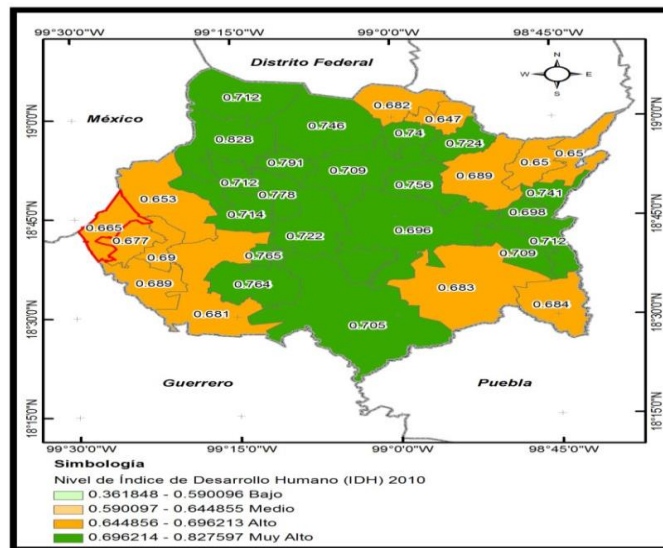 99°30'0"W 99°15'0"W 99°0'0"W 98°45'0"W
Distrito Federal
N
W E
S
19°0'0"N
México
0.712
0.746
0.682
0.647
0.74
0.724
0.828
0.791
0.709
0.689
0.65
0.65
0.712
0.778
0.756
0.741
0.653
0.714
0.698
18°45'0"N
0.665
0.677
0.722
0.696
0.712
0.69
0.765
0.709
0.689
0.764
0.683
0.684
0.681
0.705
18°30'0"N
Guerrero
Puebla
18°15'0"N
99°30'0"W 99°15'0"W 99°0'0"W 98°45'0"W
19°0'0"N
18°45'0"N
18°30'0"N
18°15'0"N
Simbología
Nivel de Índice de Desarrollo Humano (IDH) 2010
0.361848 - 0.590096 Bajo
0.590097 - 0.644855 Medio
0.644856 - 0.696213 Alto
0.696214 - 0.827597 Muy Alto